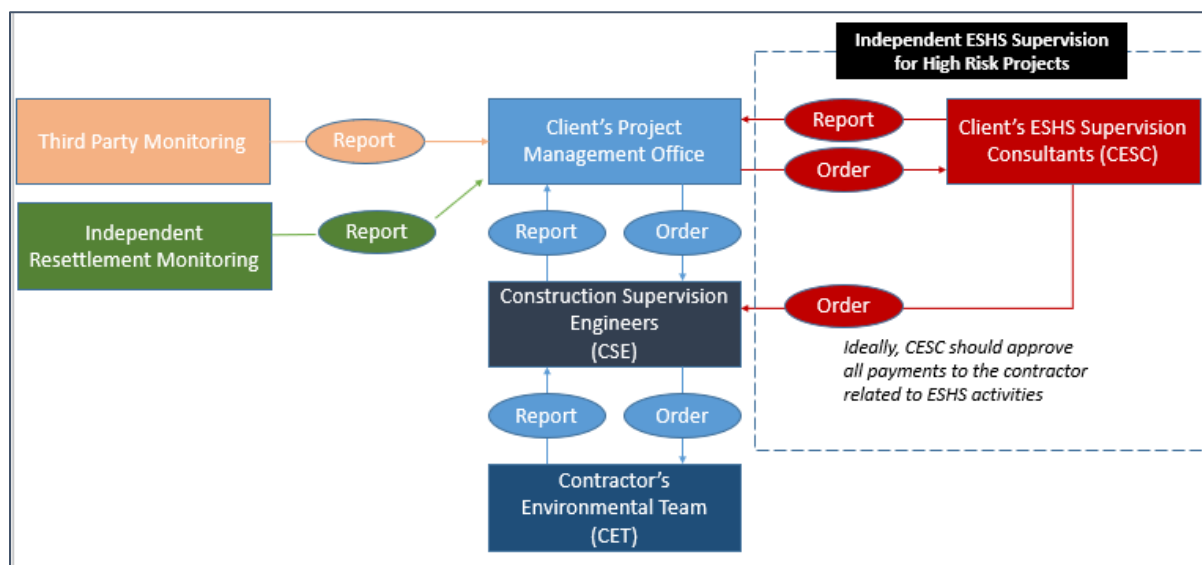 Independent ESHS Supervision
for High Risk Projects
Third Party Monitoring
Report
Client's Project
Management Office
Report
Order
Client's ESHS Supervision
Consultants (CESC)
Independent
Resettlement Monitoring
Report
Report
Order
Construction Supervision
Engineers
(CSE)
Order
Ideally, CESC should approve
all payments to the contractor
related to ESHS activities
Report
Order
Contractor's
Environmental Team
(CET)